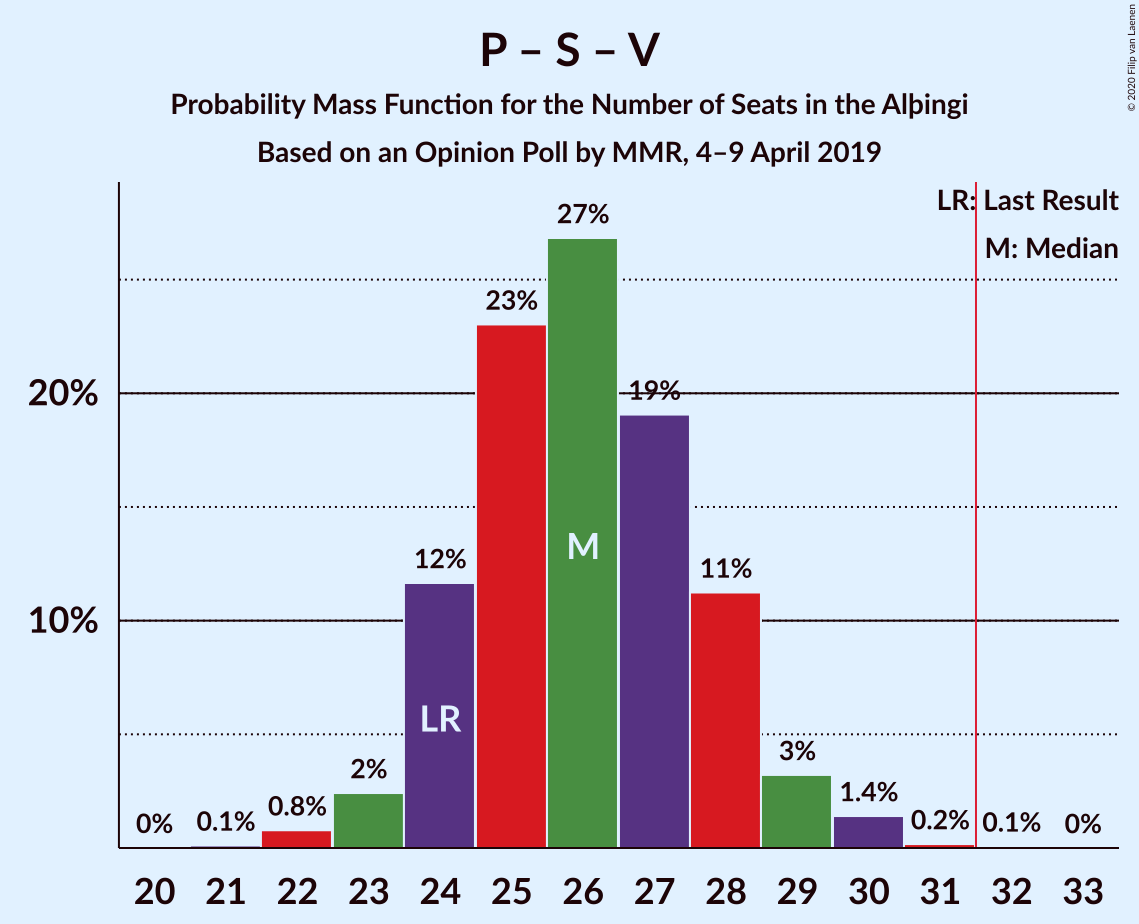 P – S – V
Probability Mass Function for the Number of Seats in the Alþingi
Based on an Opinion Poll by MMR, 4–9 April 2019
© 2020 Filip van Laenen
LR: Last Result
M: Median
27%
23%
20%
19%
12%
11%
M
10%
LR
3%
2%
1.4%
0.8%
0% 0.1% 0.2% 0.1% 0%
20 21 22 23 24 25 26 27 28 29 30 31 32 33